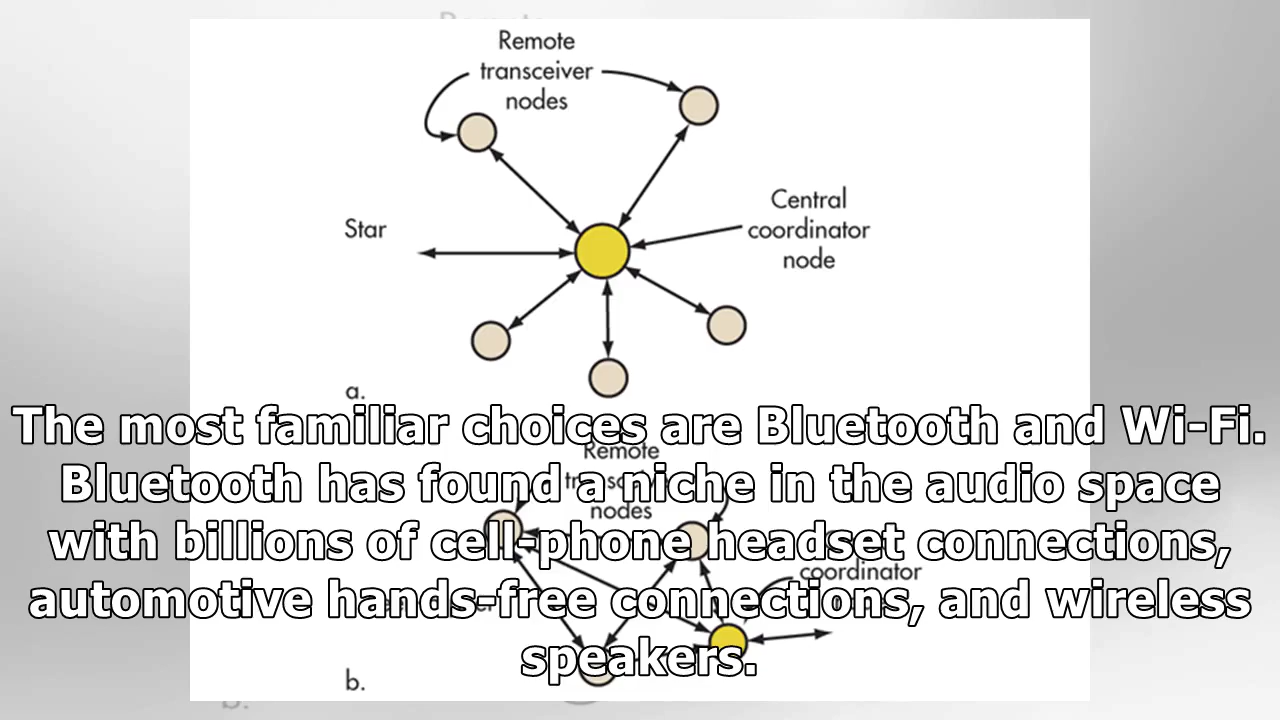 Remote
transceiver
nodes
Central
coordinator
node
Star
a.
The most familiar choices are Bluetooth and Wi-Fi.
Remote
Bluetooth has found a niche in the audio space
nodes
with billions of cell-phone headset connections,
coordinator
automotive hands-free connections, and wireless
speakers.
b.